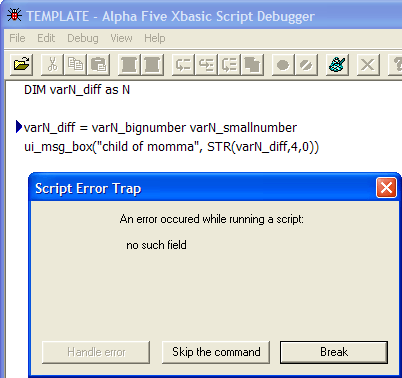 TEMPLATE - Alpha Five Xbasic Script Debugger
File Edit Debug View Help
DIM varN_diff as N
varN_diff = varN_bignumber varN_smallnumber
ui_msg_box("child of momma", STR(varN_diff,4,0))
Script Error Trap
An error occured while running a script:
no such field
Handle error Skip the command Break